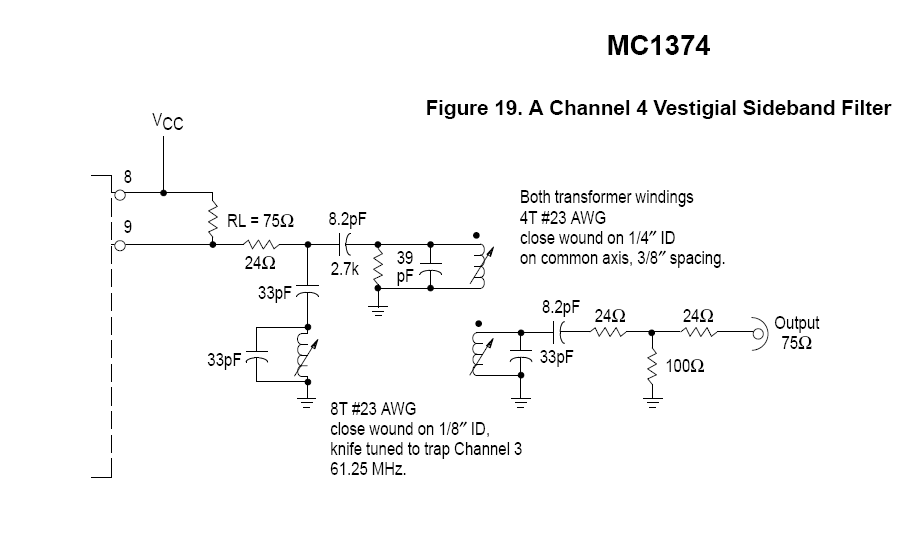 MC1374
Figure 19. A Channel 4 Vestigial Sideband Filter
VCC
8
9
RL = 75Ω
24Ω
8.2pF
2.7k
39
pF
33pF
33pF
Both transformer windings
4T #23 AWG
close wound on 1/4″ ID
on common axis, 3/8″ spacing.
8.2pF
24Ω
24Ω
33pF
100Ω
Output
75Ω
8T #23 AWG
close wound on 1/8″ ID,
knife tuned to trap Channel 3
61.25 MHz.